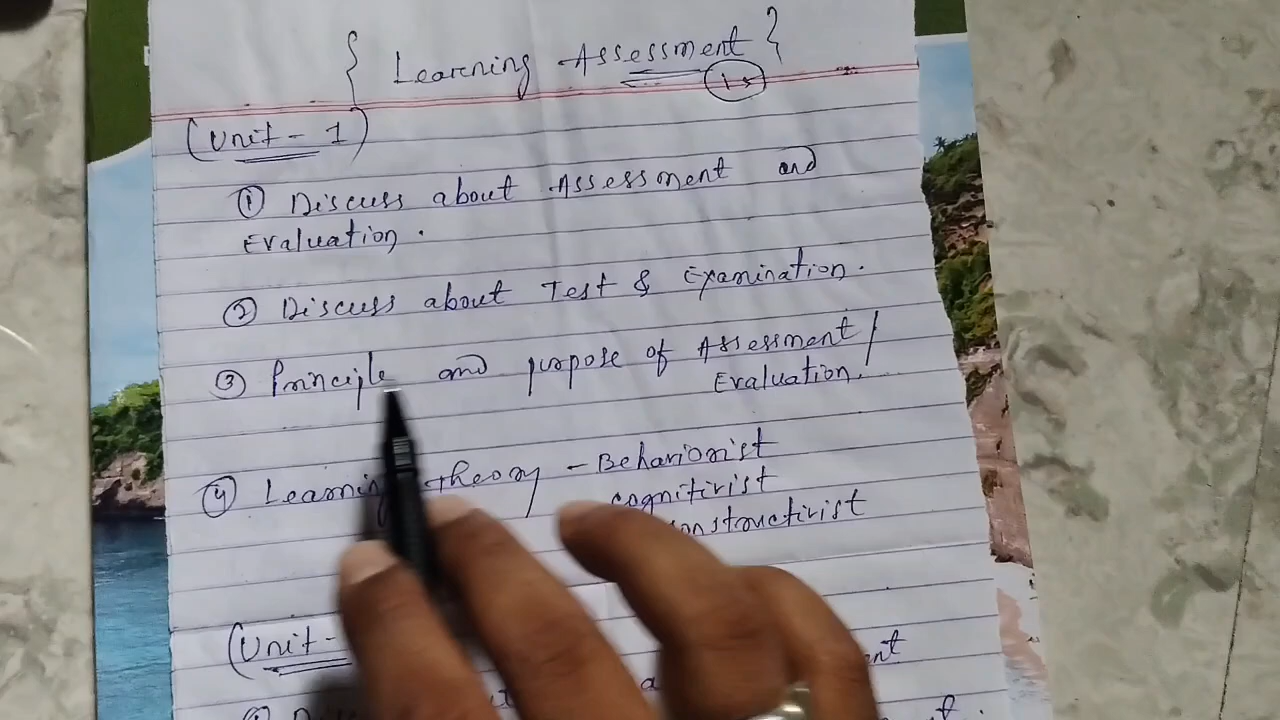 { Learning Assessment }
(Unit - 1)
① Discuss about Assessment and
Evaluation.
② Discuss about Test & Examination.
③ Principle and purpose of Assessment /
Evaluation.
④ Learning Theory - Behaviorist
cognitivist
constructivist
(Unit -